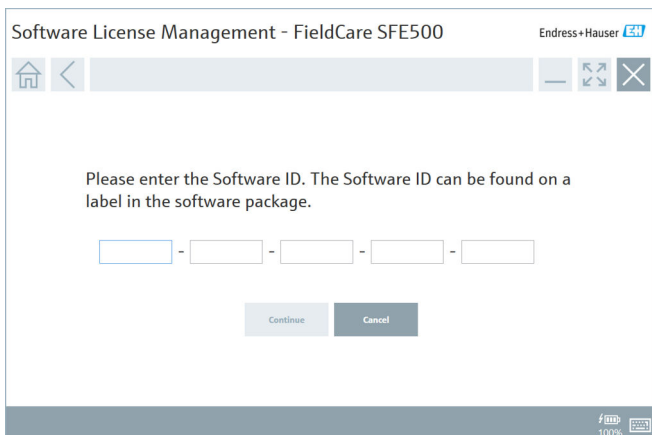 Software License Management - FieldCare SFE500
Endress+Hauser EH
Please enter the Software ID. The Software ID can be found on a
label in the software package.
- - - -
Continue Cancel
100%